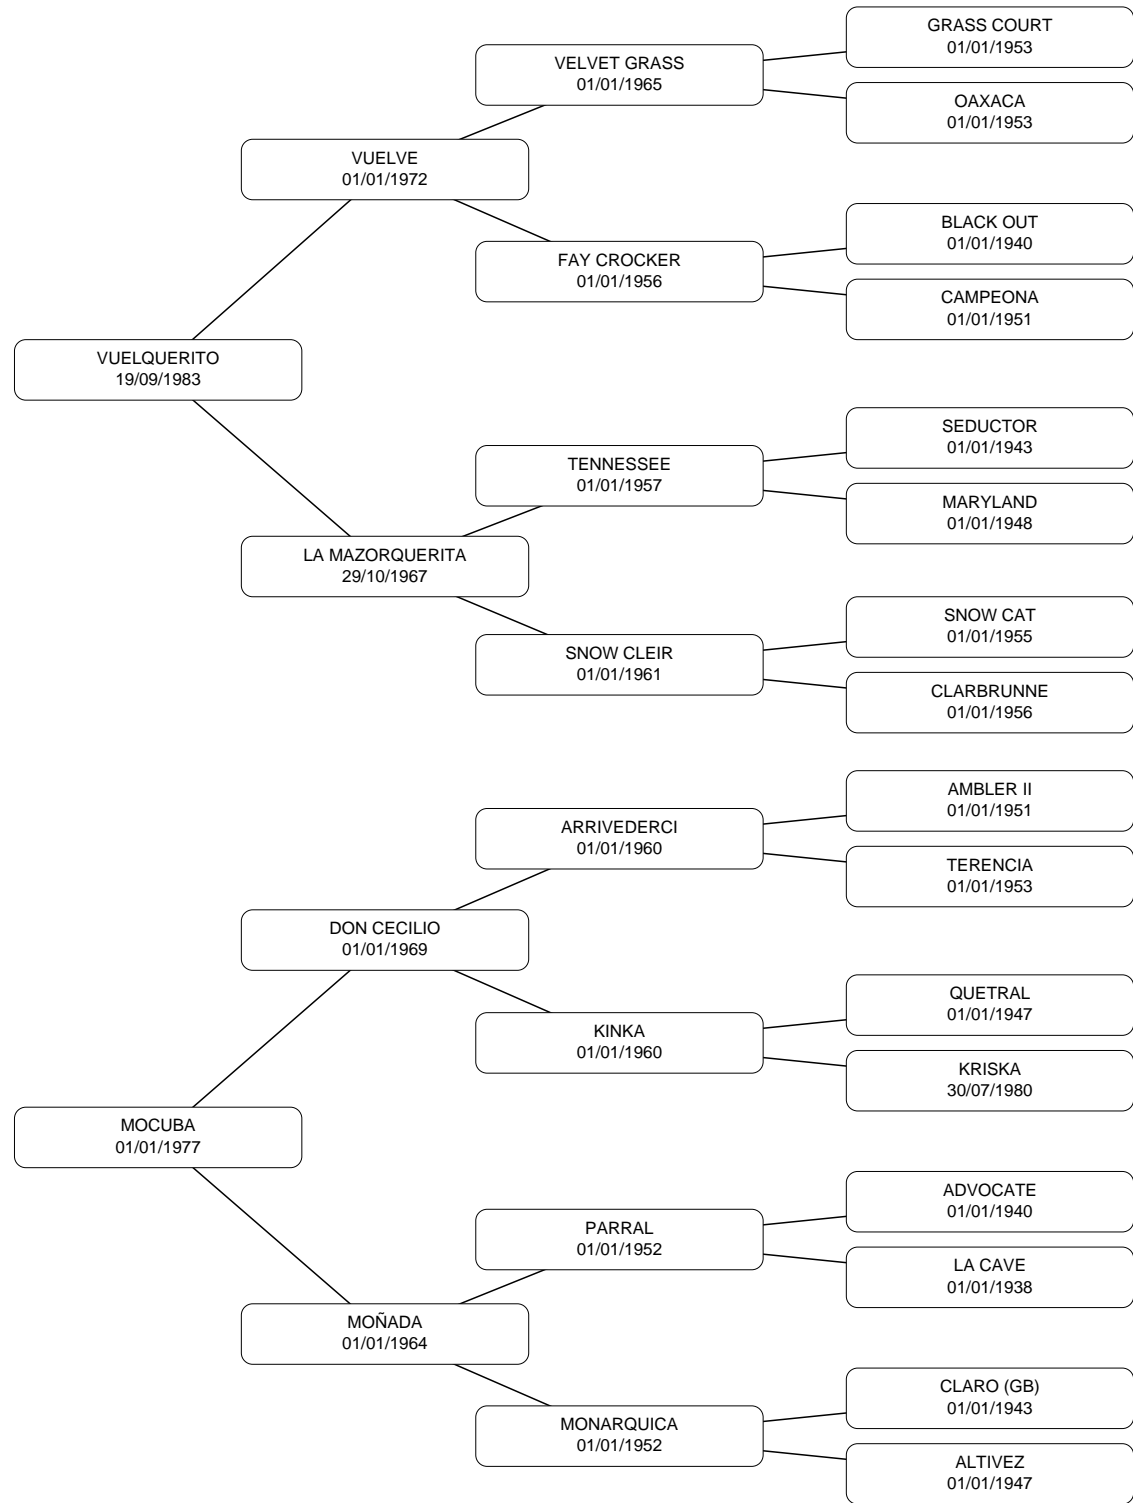 GRASS COURT
01/01/1953
VELVET GRASS
01/01/1965
OAXACA
01/01/1953
VUELVE
01/01/1972
BLACK OUT
01/01/1940
FAY CROCKER
01/01/1956
CAMPEONA
01/01/1951
VUELQUERITO
19/09/1983
SEDUCTOR
01/01/1943
TENNESSEE
01/01/1957
MARYLAND
01/01/1948
LA MAZORQUERITA
29/10/1967
SNOW CAT
01/01/1955
SNOW CLEIR
01/01/1961
CLARBRUNNE
01/01/1956
AMBLER II
01/01/1951
ARRIVEDERCI
01/01/1960
TERENCIA
01/01/1953
DON CECILIO
01/01/1969
QUETRAL
01/01/1947
KINKA
01/01/1960
KRISKA
30/07/1980
MOCUBA
01/01/1977
ADVOCATE
01/01/1940
PARRAL
01/01/1952
LA CAVE
01/01/1938
MOÑADA
01/01/1964
CLARO (GB)
01/01/1943
MONARQUICA
01/01/1952
ALTIVEZ
01/01/1947